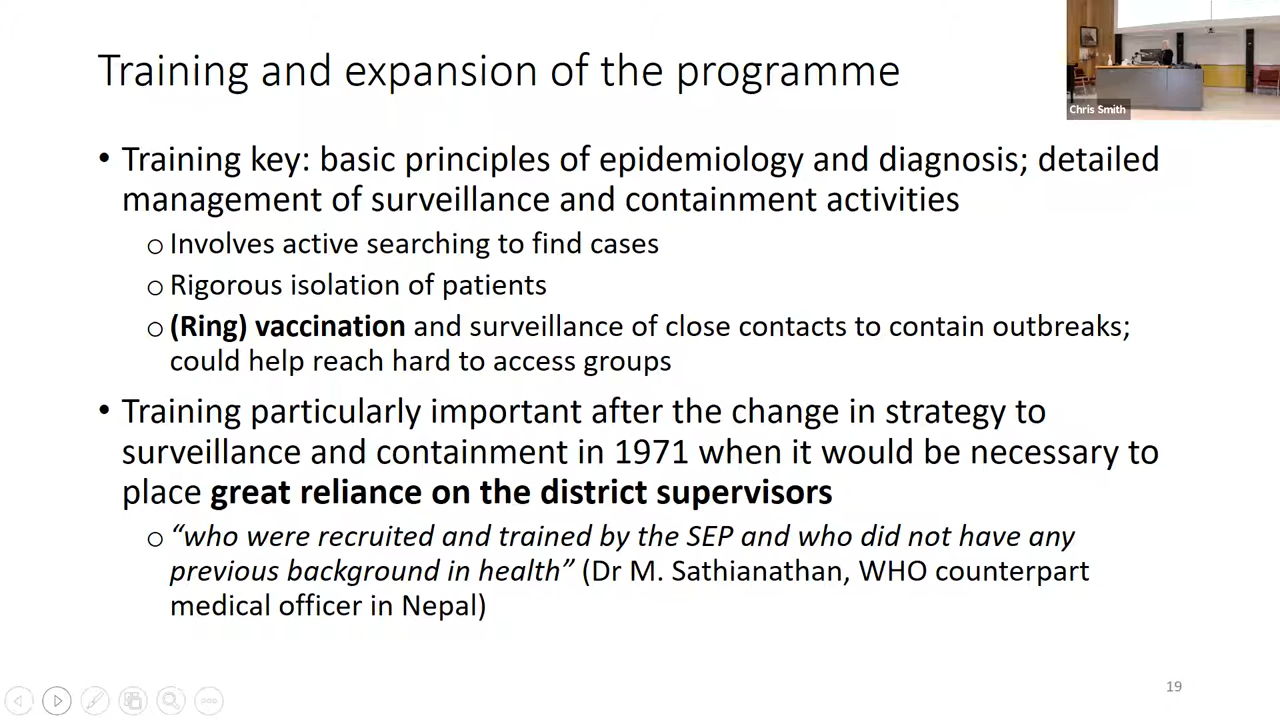 Training and expansion of the programme
Chris Smith
• Training key: basic principles of epidemiology and diagnosis; detailed
management of surveillance and containment activities
o Involves active searching to find cases
o Rigorous isolation of patients
o (Ring) vaccination and surveillance of close contacts to contain outbreaks;
could help reach hard to access groups
• Training particularly important after the change in strategy to
surveillance and containment in 1971 when it would be necessary to
place great reliance on the district supervisors
o “who were recruited and trained by the SEP and who did not have any
previous background in health” (Dr M. Sathianathan, WHO counterpart
medical officer in Nepal)
19